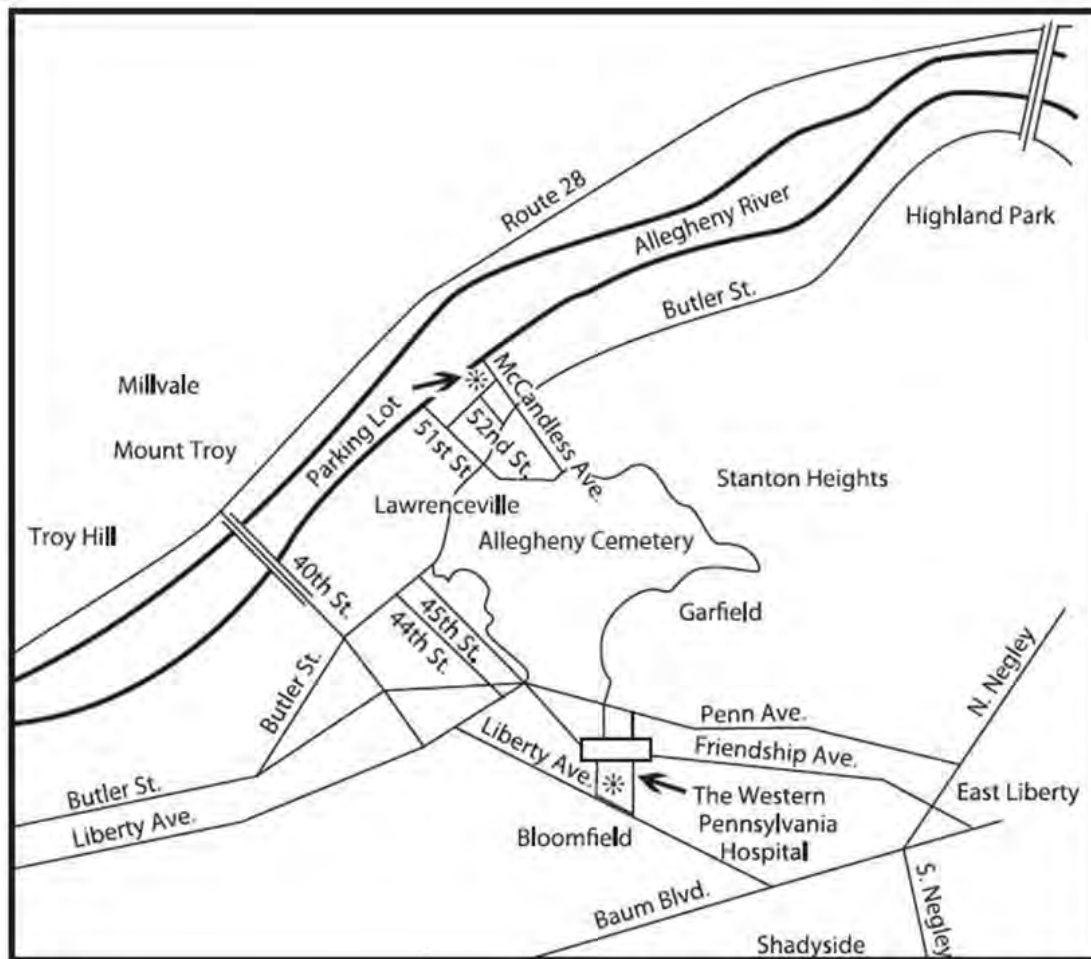 Route 28
Allegheny River
Highland Park
Butler St.
Millvale
McCandless Ave.
Parking Lot
Mount Troy
52nd St.
51st St.
Stanton Heights
Lawrenceville
Troy Hill
Allegheny Cemetery
40th St.
45th St.
44th St.
Garfield
Butler St.
N. Negley
Penn Ave.
Liberty Ave.
Friendship Ave.
Butler St.
Liberty Ave.
East Liberty
The Western
Pennsylvania
Hospital
Bloomfield
S. Negley
Baum Blvd.
Shadyside